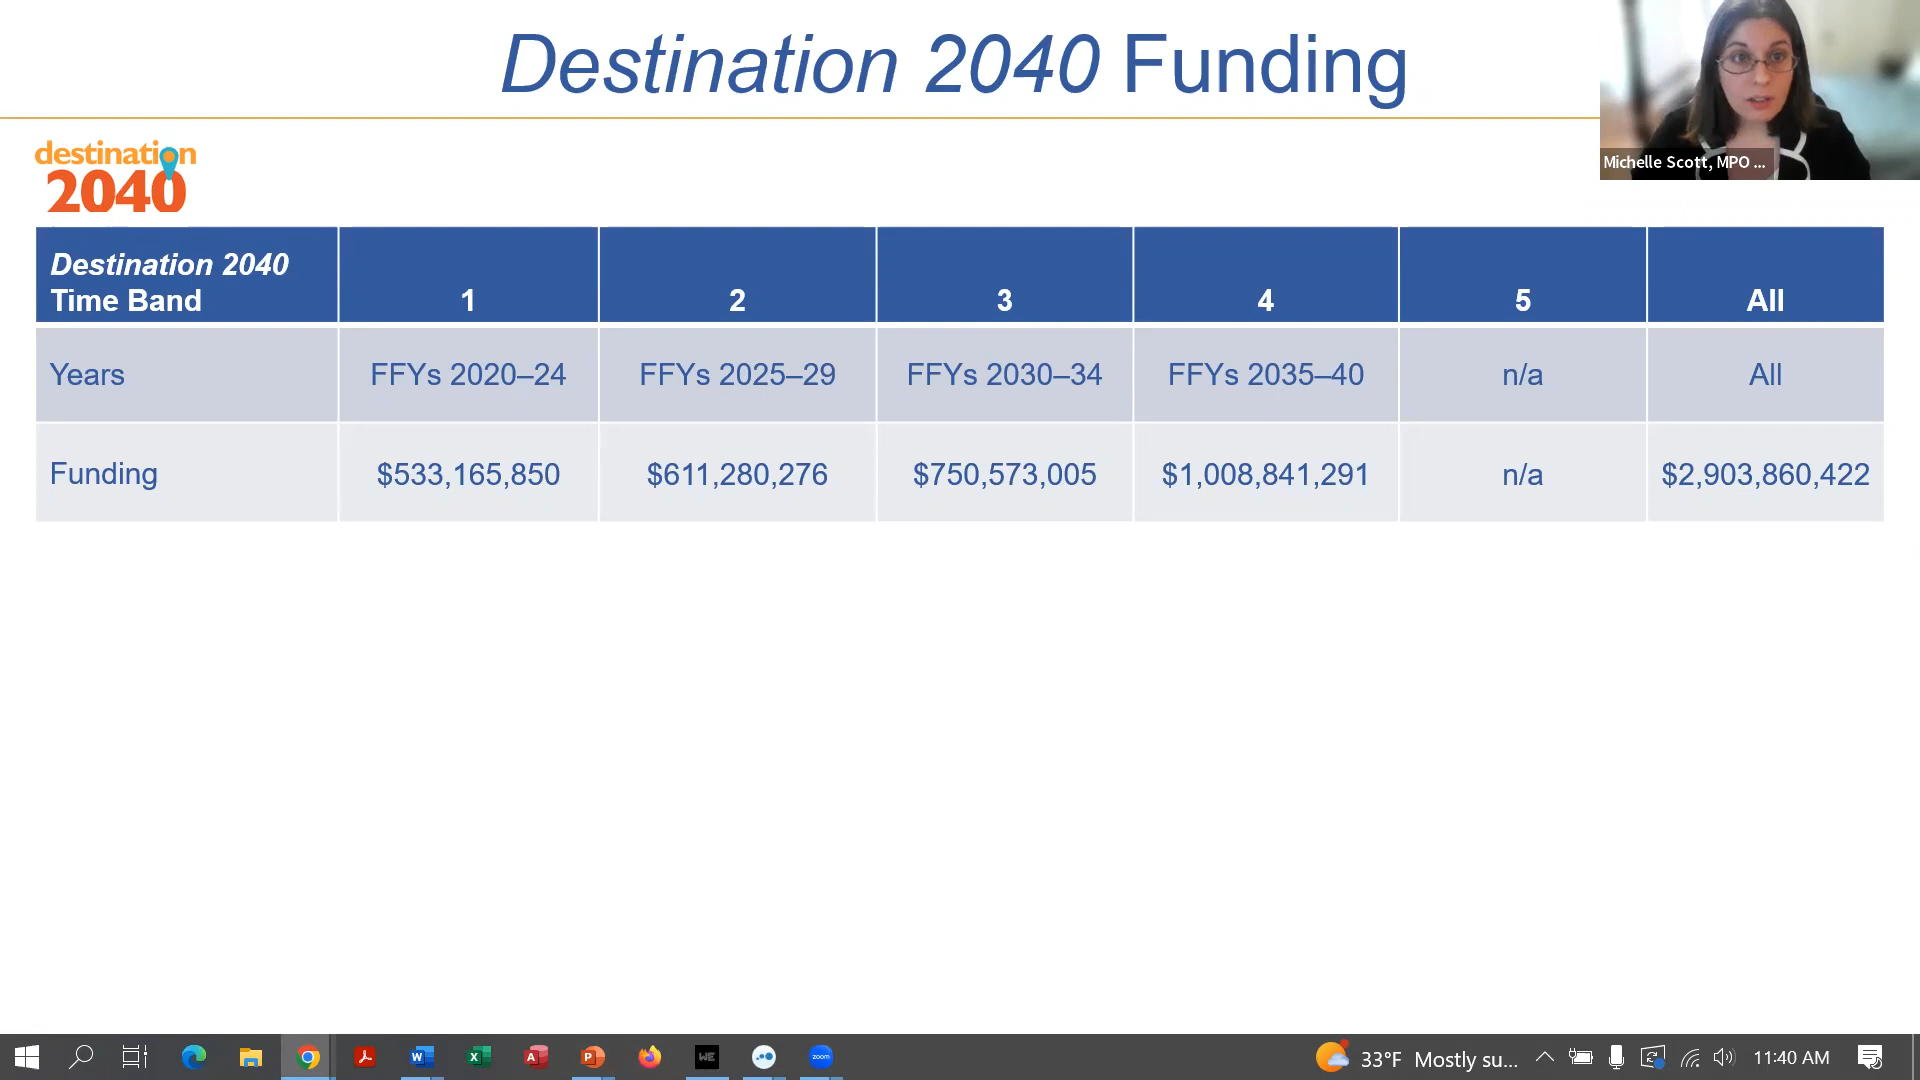 Destination 2040 Funding
Michelle Scott, MPO ...
destination
2040
Destination 2040
Time Band
1
2
3
4
5
All
Years
FFYs 2020–24
FFYs 2025–29
FFYs 2030–34
FFYs 2035–40
n/a
All
Funding
$533,165,850
$611,280,276
$750,573,005
$1,008,841,291
n/a
$2,903,860,422
W
X
A
P
WE
zoom
33°F Mostly su...
11:40 AM